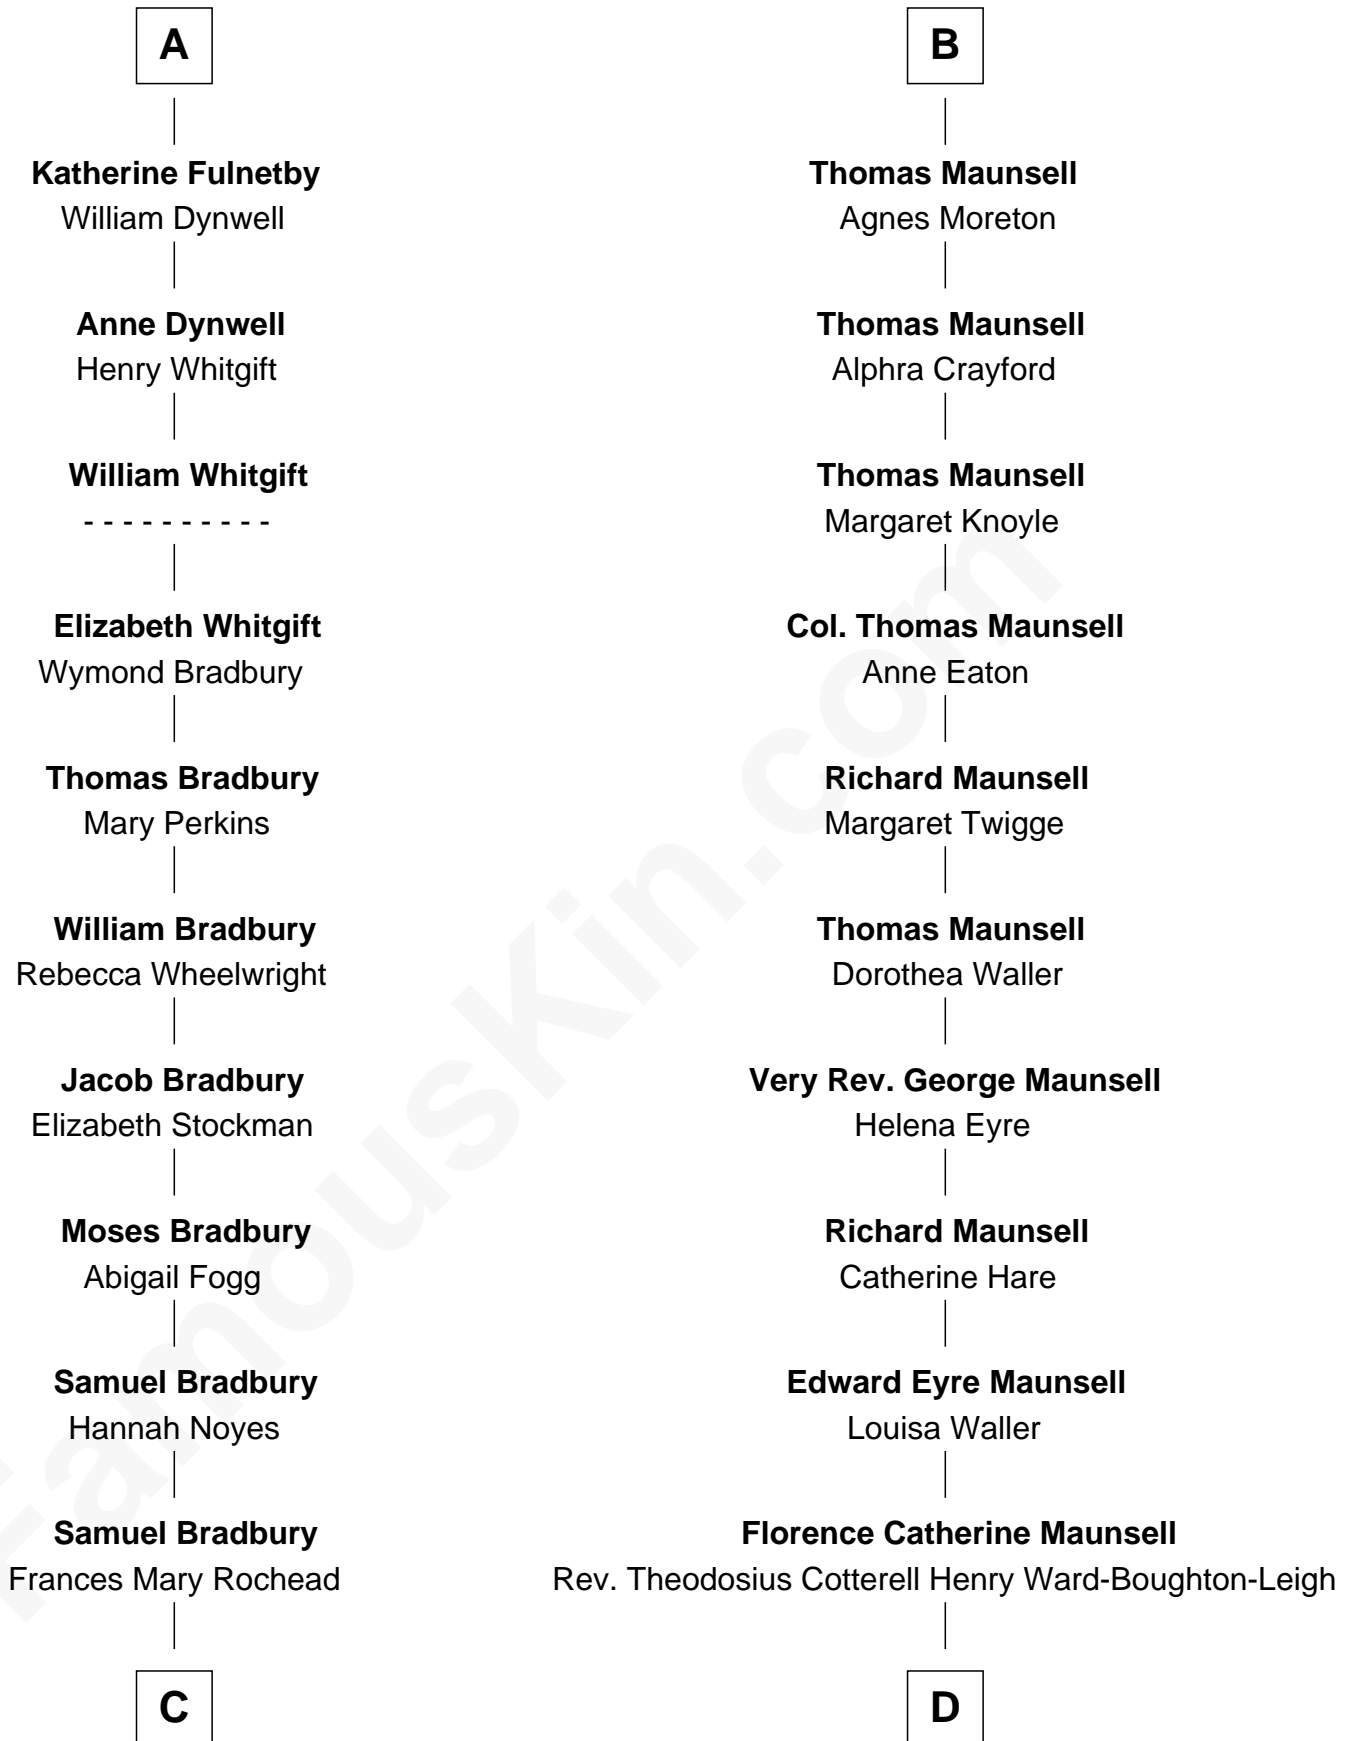 A
Katherine Fulnetby
William Dynwell
Anne Dynwell
Henry Whitgift
William Whitgift
- - - - - - - - - -
Elizabeth Whitgift
Wymond Bradbury
Thomas Bradbury
Mary Perkins
William Bradbury
Rebecca Wheelwright
Jacob Bradbury
Elizabeth Stockman
Moses Bradbury
Abigail Fogg
Samuel Bradbury
Hannah Noyes
Samuel Bradbury
Frances Mary Rochead
C
B
Thomas Maunsell
Agnes Moreton
Thomas Maunsell
Alphra Crayford
Thomas Maunsell
Margaret Knoyle
Col. Thomas Maunsell
Anne Eaton
Richard Maunsell
Margaret Twigge
Thomas Maunsell
Dorothea Waller
Very Rev. George Maunsell
Helena Eyre
Richard Maunsell
Catherine Hare
Edward Eyre Maunsell
Louisa Waller
Florence Catherine Maunsell
Rev. Theodosius Cotterell Henry Ward-Boughton-Leigh
D
FamousKin.com